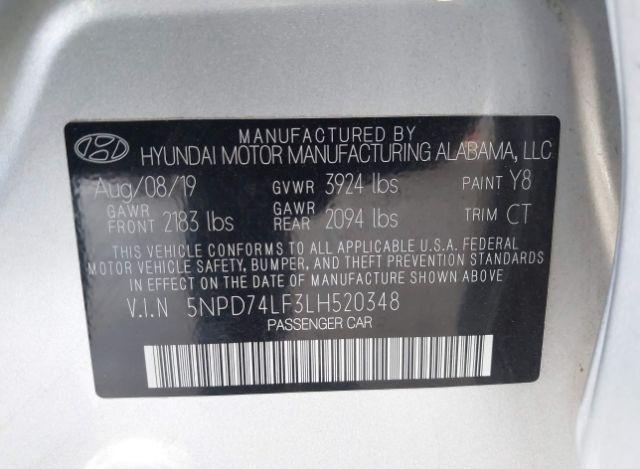 MANUFACTURED BY
HYUNDAI MOTOR MANUFACTURING ALABAMA, LLC
Aug/08/19 GVWR 3924 lbs PAINT Y8
GAWR FRONT 2183 lbs GAWR REAR 2094 lbs TRIM CT
THIS VEHICLE CONFORMS TO ALL APPLICABLE U.S.A. FEDERAL
MOTOR VEHICLE SAFETY, BUMPER, AND THEFT PREVENTION STANDARDS
IN EFFECT ON THE DATE OF MANUFACTURE SHOWN ABOVE.
V.I.N 5NPD74LF3LH520348
PASSENGER CAR